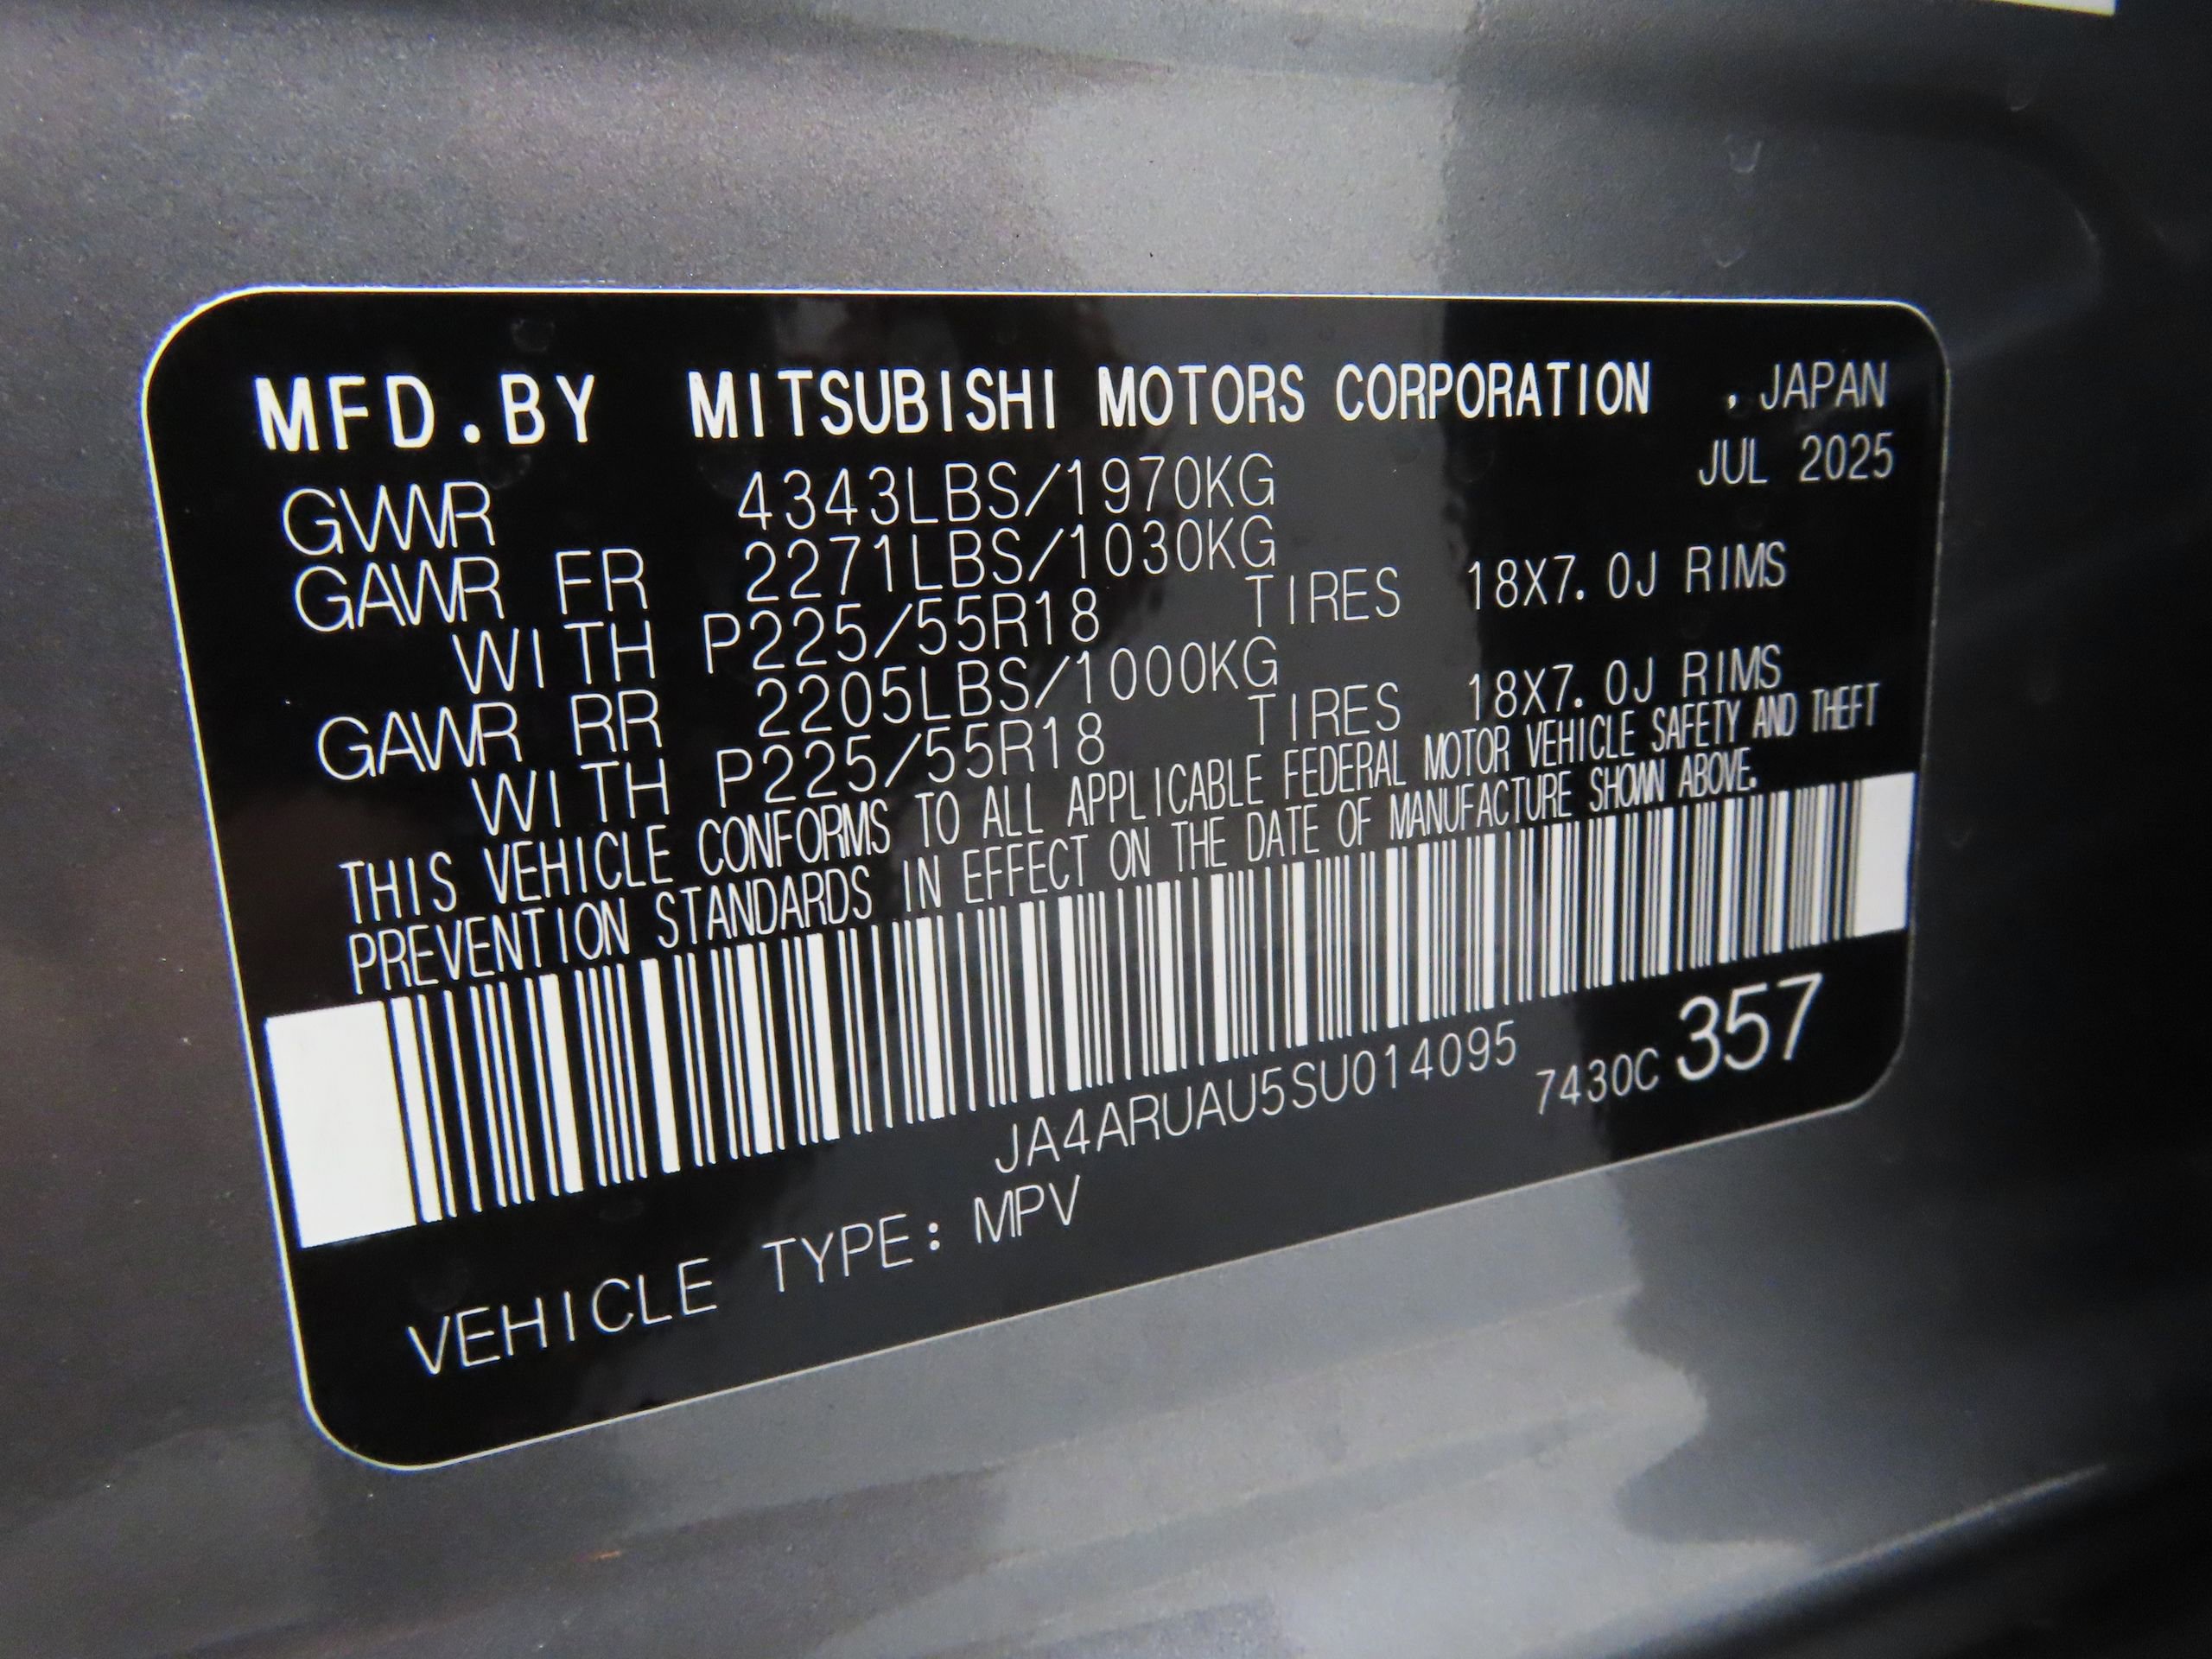 MFD.BY MITSUBISHI MOTORS CORPORATION , JAPAN
JUL 2025
GVWR 4343LBS/1970KG
GAWR FR 2271LBS/1030KG
WITH P225/55R18 TIRES 18X7.0J RIMS
GAWR RR 2205LBS/1000KG
WITH P225/55R18 TIRES 18X7.0J RIMS
THIS VEHICLE CONFORMS TO ALL APPLICABLE FEDERAL MOTOR VEHICLE SAFETY AND THEFT
PREVENTION STANDARDS IN EFFECT ON THE DATE OF MANUFACTURE SHOWN ABOVE.
JA4ARUAU5SU014095 7430C357
VEHICLE TYPE: MPV